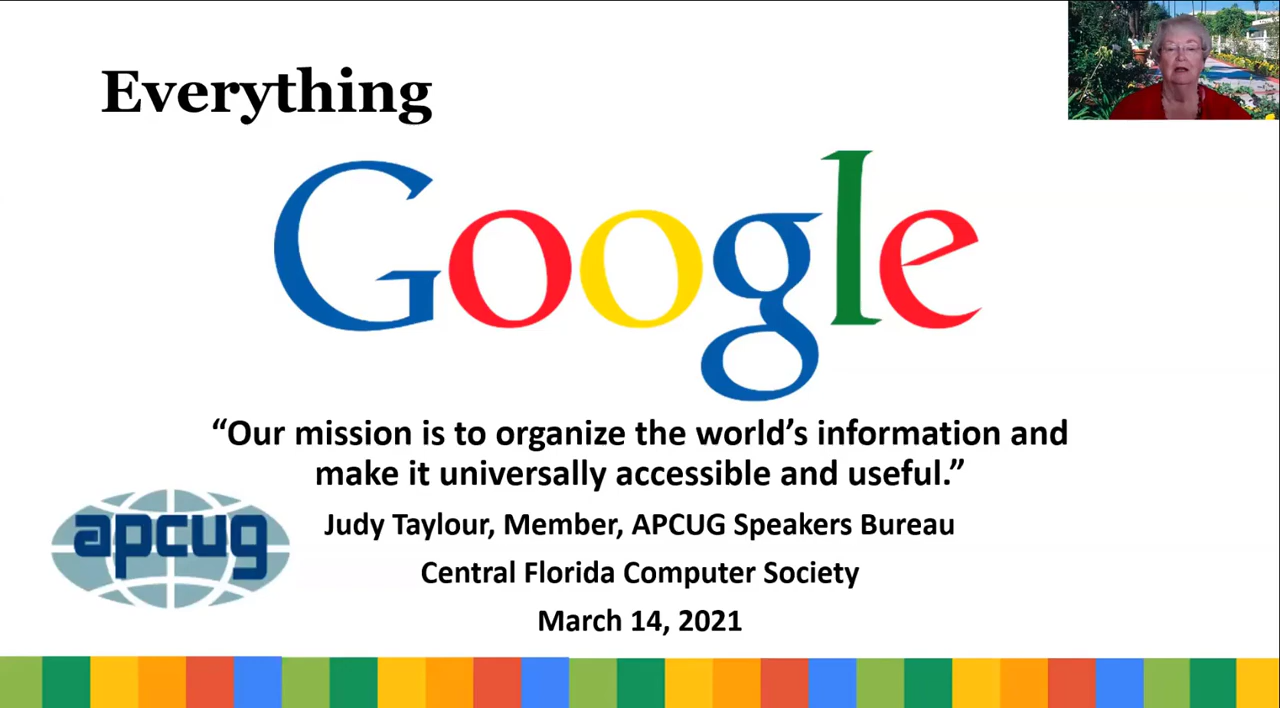 Everything
Google
“Our mission is to organize the world’s information and
make it universally accessible and useful.”
apcug
Judy Taylour, Member, APCUG Speakers Bureau
Central Florida Computer Society
March 14, 2021